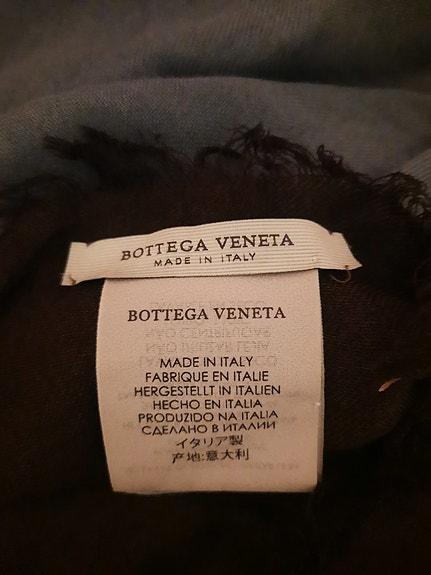 BOTTEGA VENETA
MADE IN ITALY
BOTTEGA VENETA
MADE IN ITALY
FABRIQUE EN ITALIE
HERGESTELLT IN ITALIEN
HECHO EN ITALIA
PRODUZIDO NA ITALIA
СДЕЛАНО В ИТАЛИИ
イタリア製
产地:意大利